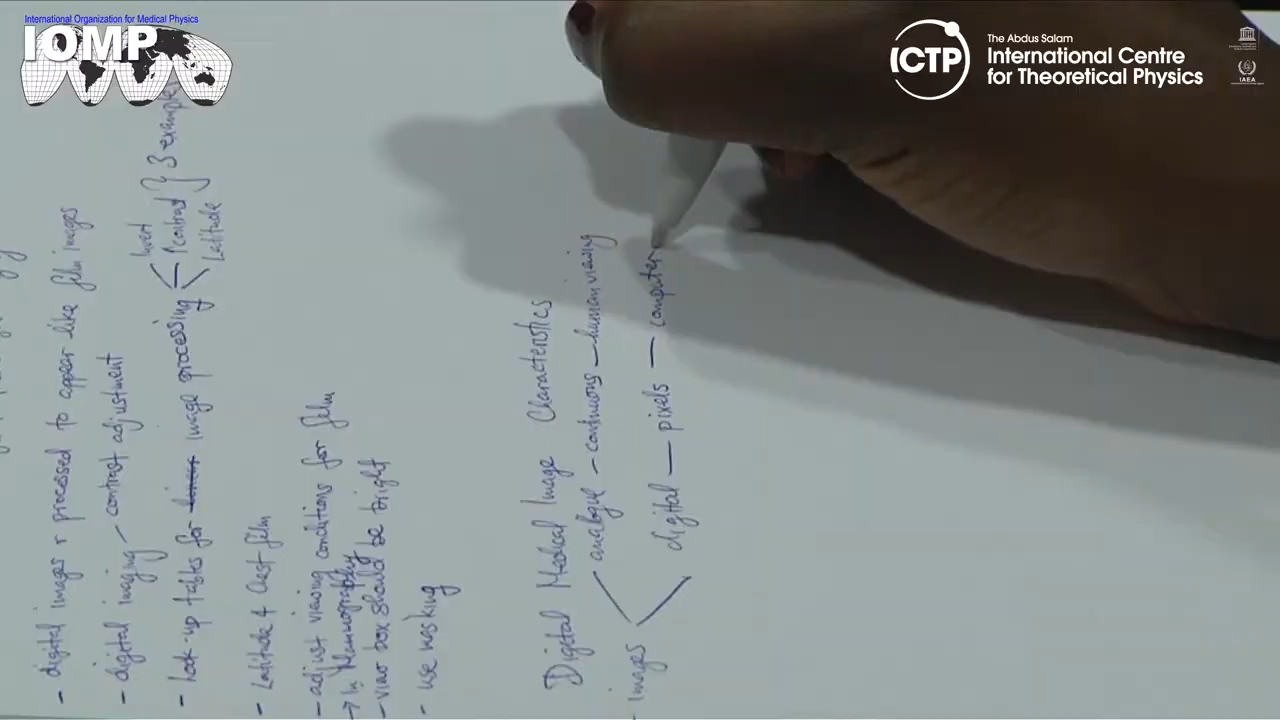 International Organization for Medical Physics
IOMP
ICTP
The Abdus Salam
International Centre
for Theoretical Physics
IAEA
- digital images r processed to appear like film images
- digital imaging - contrast adjustment
- Look-up tables for image processing
Invert
↑ contrast } 3 example
Latitude
- Latitude & Chest film
- adjust viewing conditions for film
→ In Mammography
- view box should be bright
- use masking
Digital Medical Image Characteristics
- Images
analogue - continuous - human viewing
digital - pixels - computer